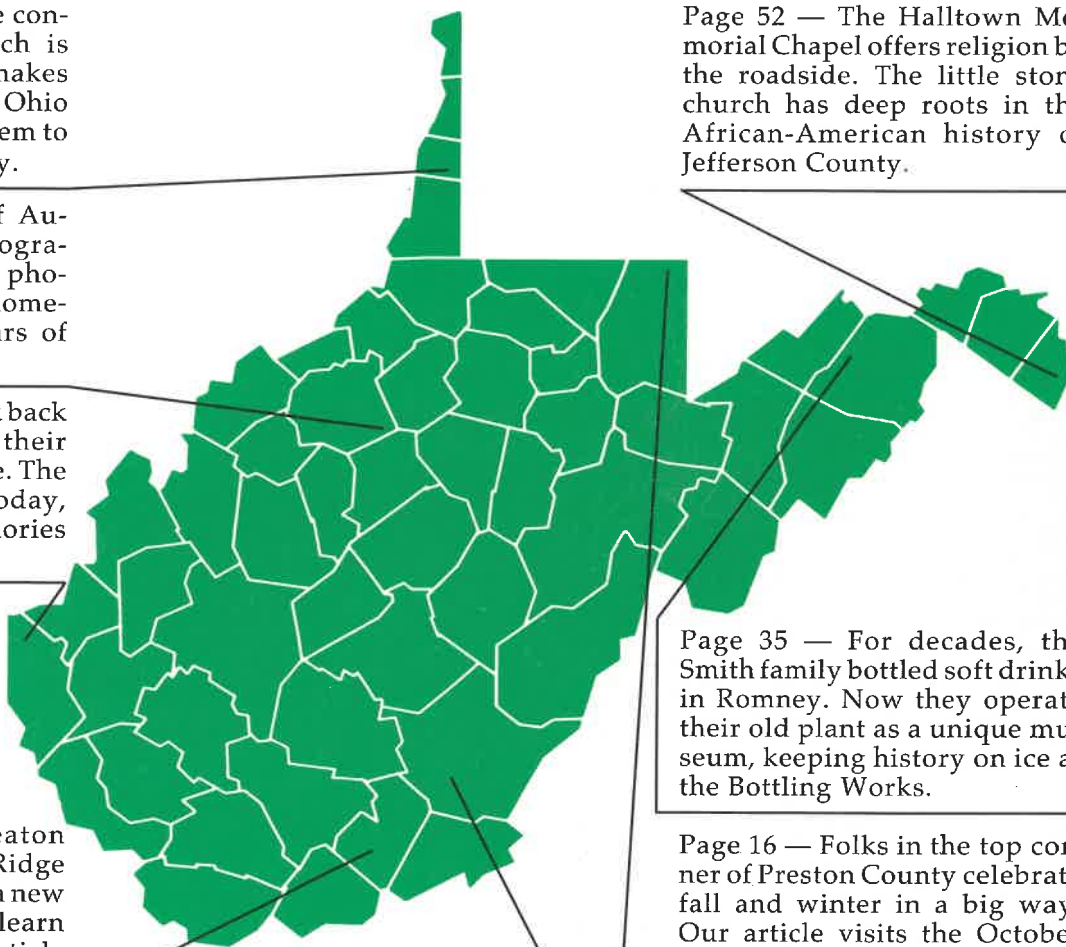 e con-
ch is
makes
Ohio
em to
y.
f Au-
ogra-
pho-
ome-
rs of
back
their
e. The
oday,
ories
eaton
Ridge
a new
learn
Page 52 — The Halltown Me
morial Chapel offers religion b
the roadside. The little ston
church has deep roots in th
African-American history o
Jefferson County.
Page 35 — For decades, th
Smith family bottled soft drink
in Romney. Now they operat
their old plant as a unique mu
seum, keeping history on ice a
the Bottling Works.
Page 16 — Folks in the top cor
ner of Preston County celebrat
fall and winter in a big way
Our article visits the Octobe